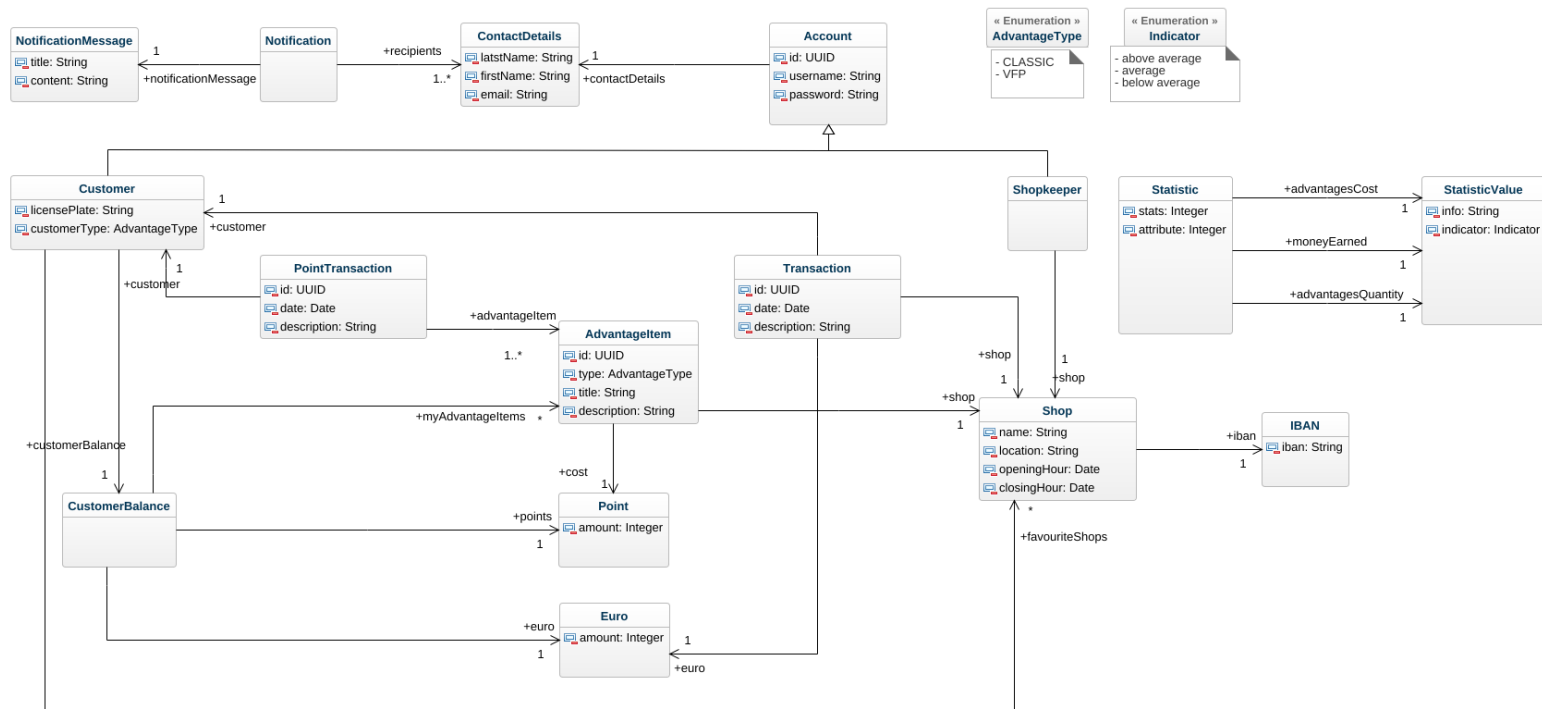 NotificationMessage
title: String
content: String
1
+notificationMessage
Notification
+recipients
1..*
ContactDetails
latstName: String
firstName: String
email: String
1
+contactDetails
Account
id: UUID
username: String
password: String
« Enumeration »
AdvantageType
- CLASSIC
- VFP
« Enumeration »
Indicator
- above average
- average
- below average
Customer
licensePlate: String
customerType: AdvantageType
1
+customer
Shopkeeper
Statistic
stats: Integer
attribute: Integer
+advantagesCost
1
+moneyEarned
1
+advantagesQuantity
1
StatisticValue
info: String
indicator: Indicator
1
+customer
PointTransaction
id: UUID
date: Date
description: String
+advantageItem
1..*
Transaction
id: UUID
date: Date
description: String
+shop
1
1
+shop
AdvantageItem
id: UUID
type: AdvantageType
title: String
description: String
+shop
1
+myAdvantageItems
*
Shop
name: String
location: String
openingHour: Date
closingHour: Date
+iban
1
IBAN
iban: String
+customerBalance
1
+cost
1
CustomerBalance
+points
1
Point
amount: Integer
*
+favouriteShops
+euro
1
Euro
amount: Integer
1
+euro